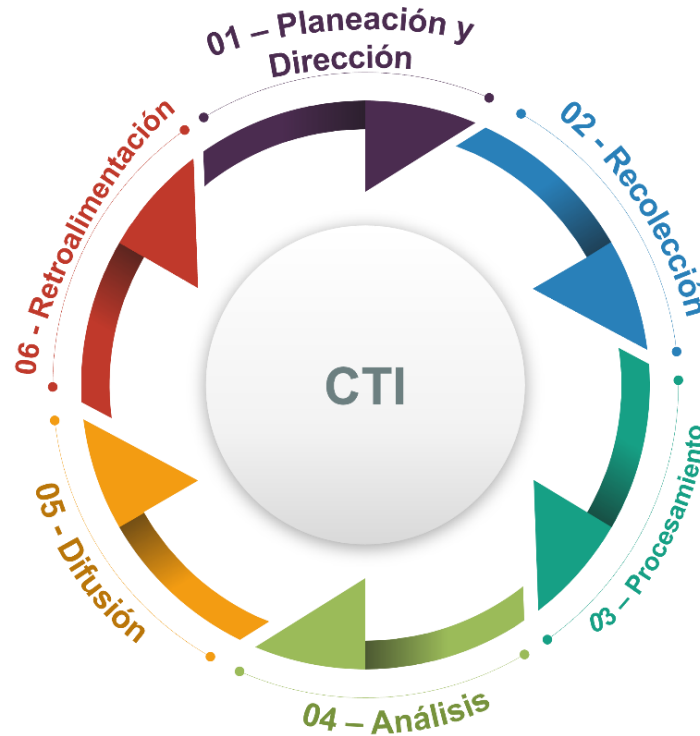 01 – Planeación y
Dirección
02 - Recolección
03 – Procesamiento
04 – Análisis
05 - Difusión
06 - Retroalimentación
CTI